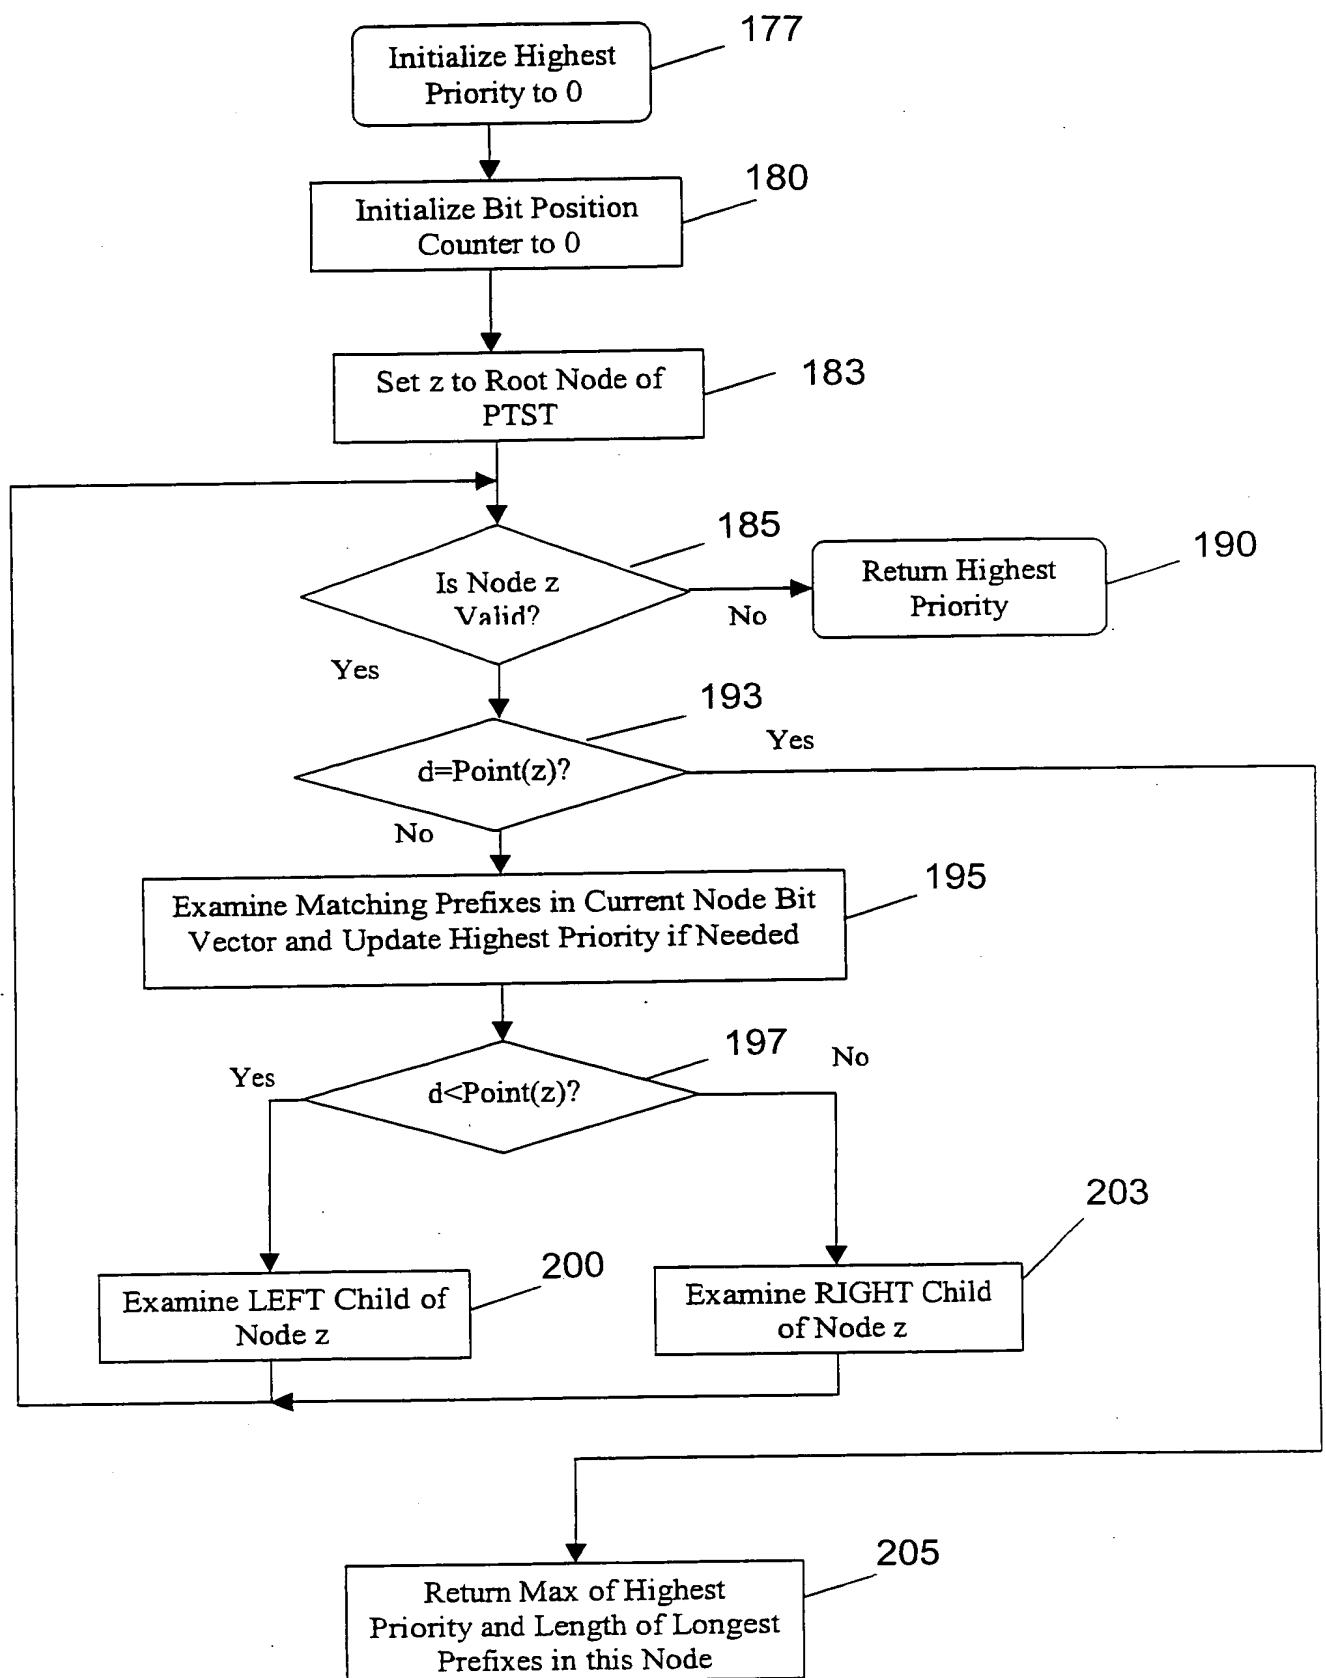 177
Initialize Highest
Priority to 0
180
Initialize Bit Position
Counter to 0
183
Set z to Root Node of
PTST
185
Is Node z
Valid?
No
190
Return Highest
Priority
Yes
193
d=Point(z)?
Yes
No
195
Examine Matching Prefixes in Current Node Bit
Vector and Update Highest Priority if Needed
197
d<Point(z)?
Yes
No
200
Examine LEFT Child of
Node z
203
Examine RIGHT Child
of Node z
205
Return Max of Highest
Priority and Length of Longest
Prefixes in this Node